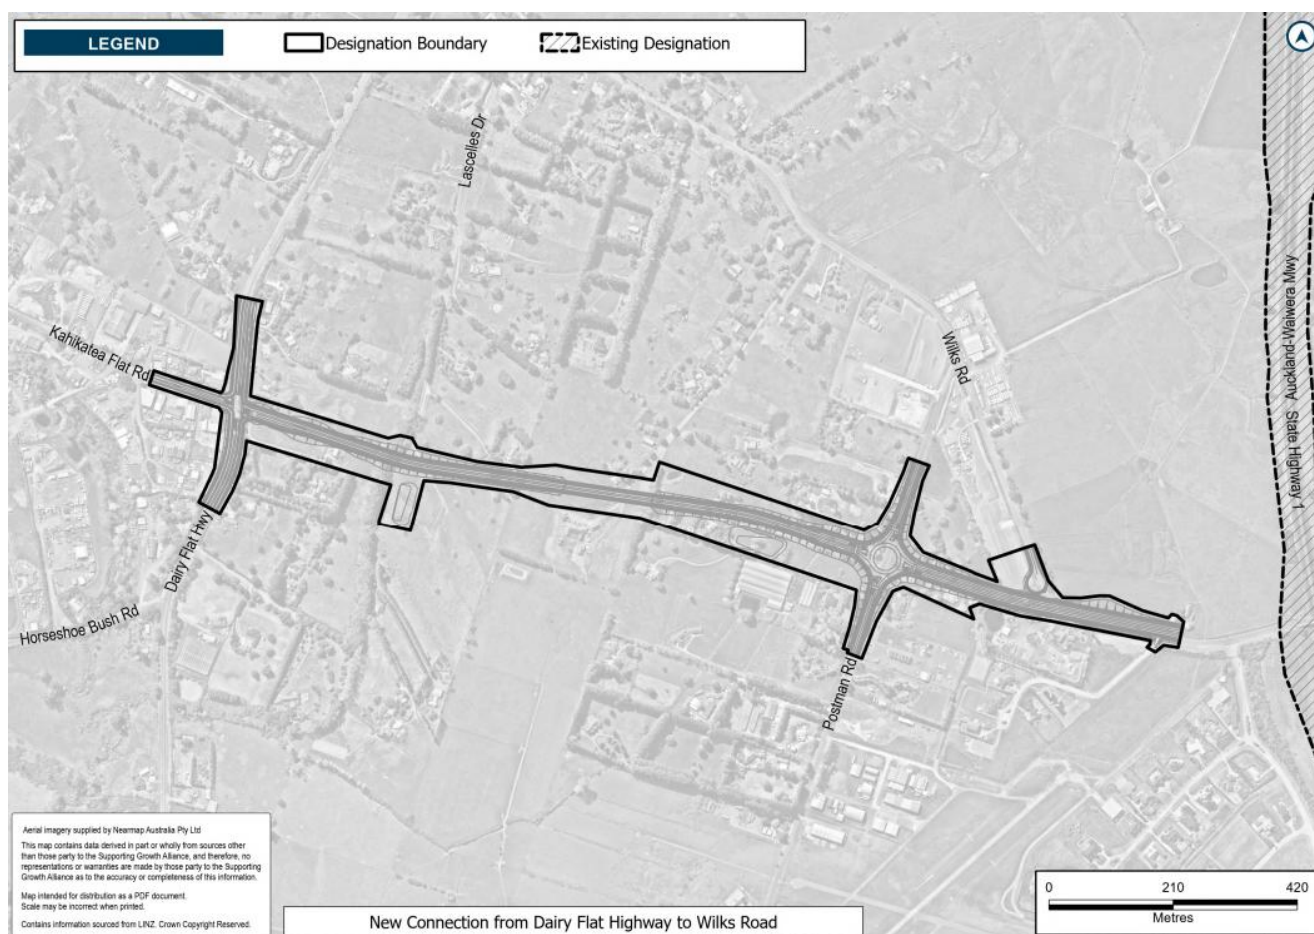 LEGEND
Designation Boundary
Existing Designation
Lascelles Dr
Kahikatea Flat Rd
Wilks Rd
State Highway 1 Auckland-Waiwera Mwy
Dairy Flat Hwy
Horseshoe Bush Rd
Postman Rd
Aerial imagery supplied by Nearmap Australia Pty Ltd
This map contains data derived in part or wholly from sources other
than those party to the Supporting Growth Alliance, and therefore, no
representations or warranties are made by those party to the Supporting
Growth Alliance as to the accuracy or completeness of this information.
Map intended for distribution as a PDF document.
Scale may be incorrect when printed.
Contains information sourced from LINZ. Crown Copyright Reserved.
New Connection from Dairy Flat Highway to Wilks Road
0 210 420
Metres